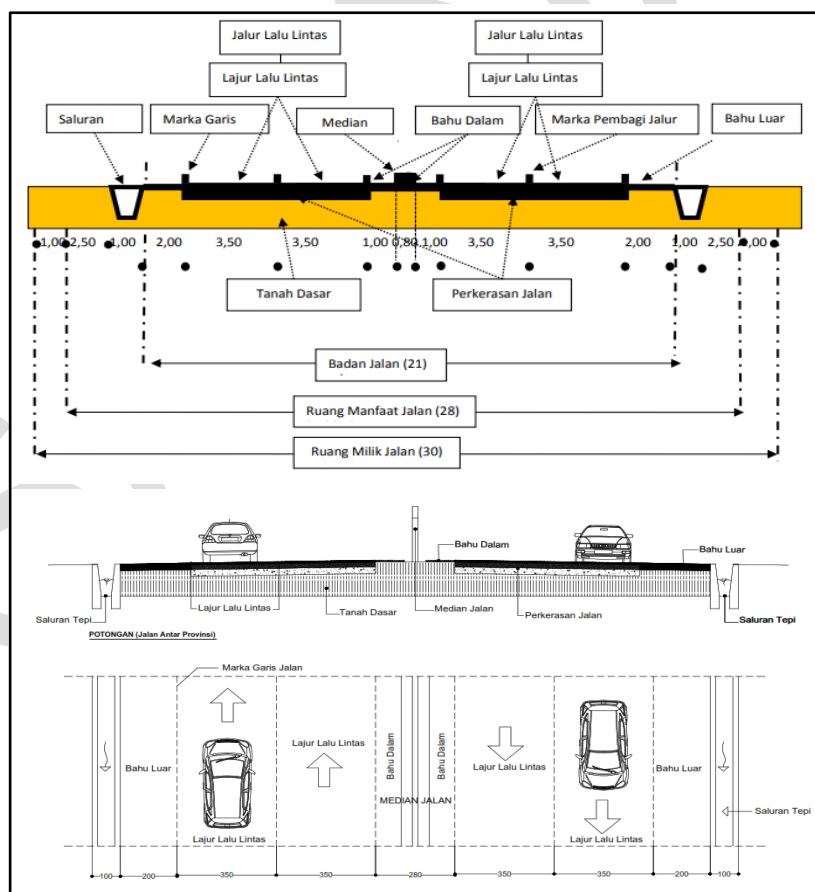 Jalur Lalu Lintas
Jalur Lalu Lintas
Lajur Lalu Lintas
Lajur Lalu Lintas
Saluran
Marka Garis
Median
Bahu Dalam
Marka Pembagi Jalur
Bahu Luar
1,00 2,50 1,00 2,00 3,50 3,50 1,00 0,80 1,00 3,50 3,50 2,00 1,00 2,50 1,00
Tanah Dasar
Perkerasan Jalan
Badan Jalan (21)
Ruang Manfaat Jalan (28)
Ruang Milik Jalan (30)
Bahu Dalam
Bahu Luar
Lajur Lalu Lintas
Tanah Dasar
Median Jalan
Perkerasan Jalan
Saluran Tepi
Saluran Tepi
POTONGAN (Jalan Antar Provinsi)
Marka Garis Jalan
Bahu Luar
Lajur Lalu Lintas
Bahu Dalam
Bahu Dalam
Lajur Lalu Lintas
Bahu Luar
MEDIAN JALAN
Saluran Tepi
Lajur Lalu Lintas
Lajur Lalu Lintas
100 200 350 350 280 350 350 200 100